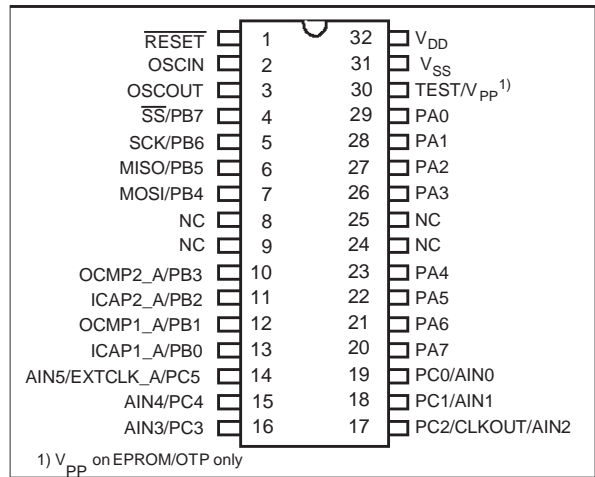 RESET 1 32 VDD
OSCIN 2 31 VSS
OSCOUT 3 30 TEST/VPP1)
SS/PB7 4 29 PA0
SCK/PB6 5 28 PA1
MISO/PB5 6 27 PA2
MOSI/PB4 7 26 PA3
NC 8 25 NC
NC 9 24 NC
OCMP2_A/PB3 10 23 PA4
ICAP2_A/PB2 11 22 PA5
OCMP1_A/PB1 12 21 PA6
ICAP1_A/PB0 13 20 PA7
AIN5/EXTCLK_A/PC5 14 19 PC0/AIN0
AIN4/PC4 15 18 PC1/AIN1
AIN3/PC3 16 17 PC2/CLKOUT/AIN2
1) VPP on EPROM/OTP only